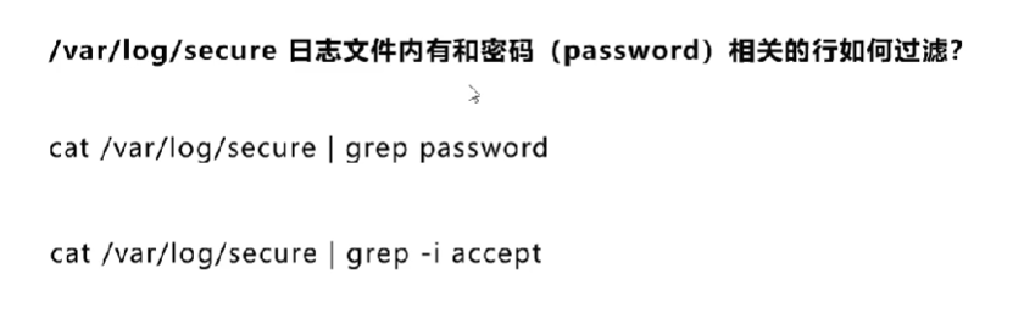 /var/log/secure 日志文件内有和密码（password）相关的行如何过滤？
cat /var/log/secure | grep password
cat /var/log/secure | grep -i accept